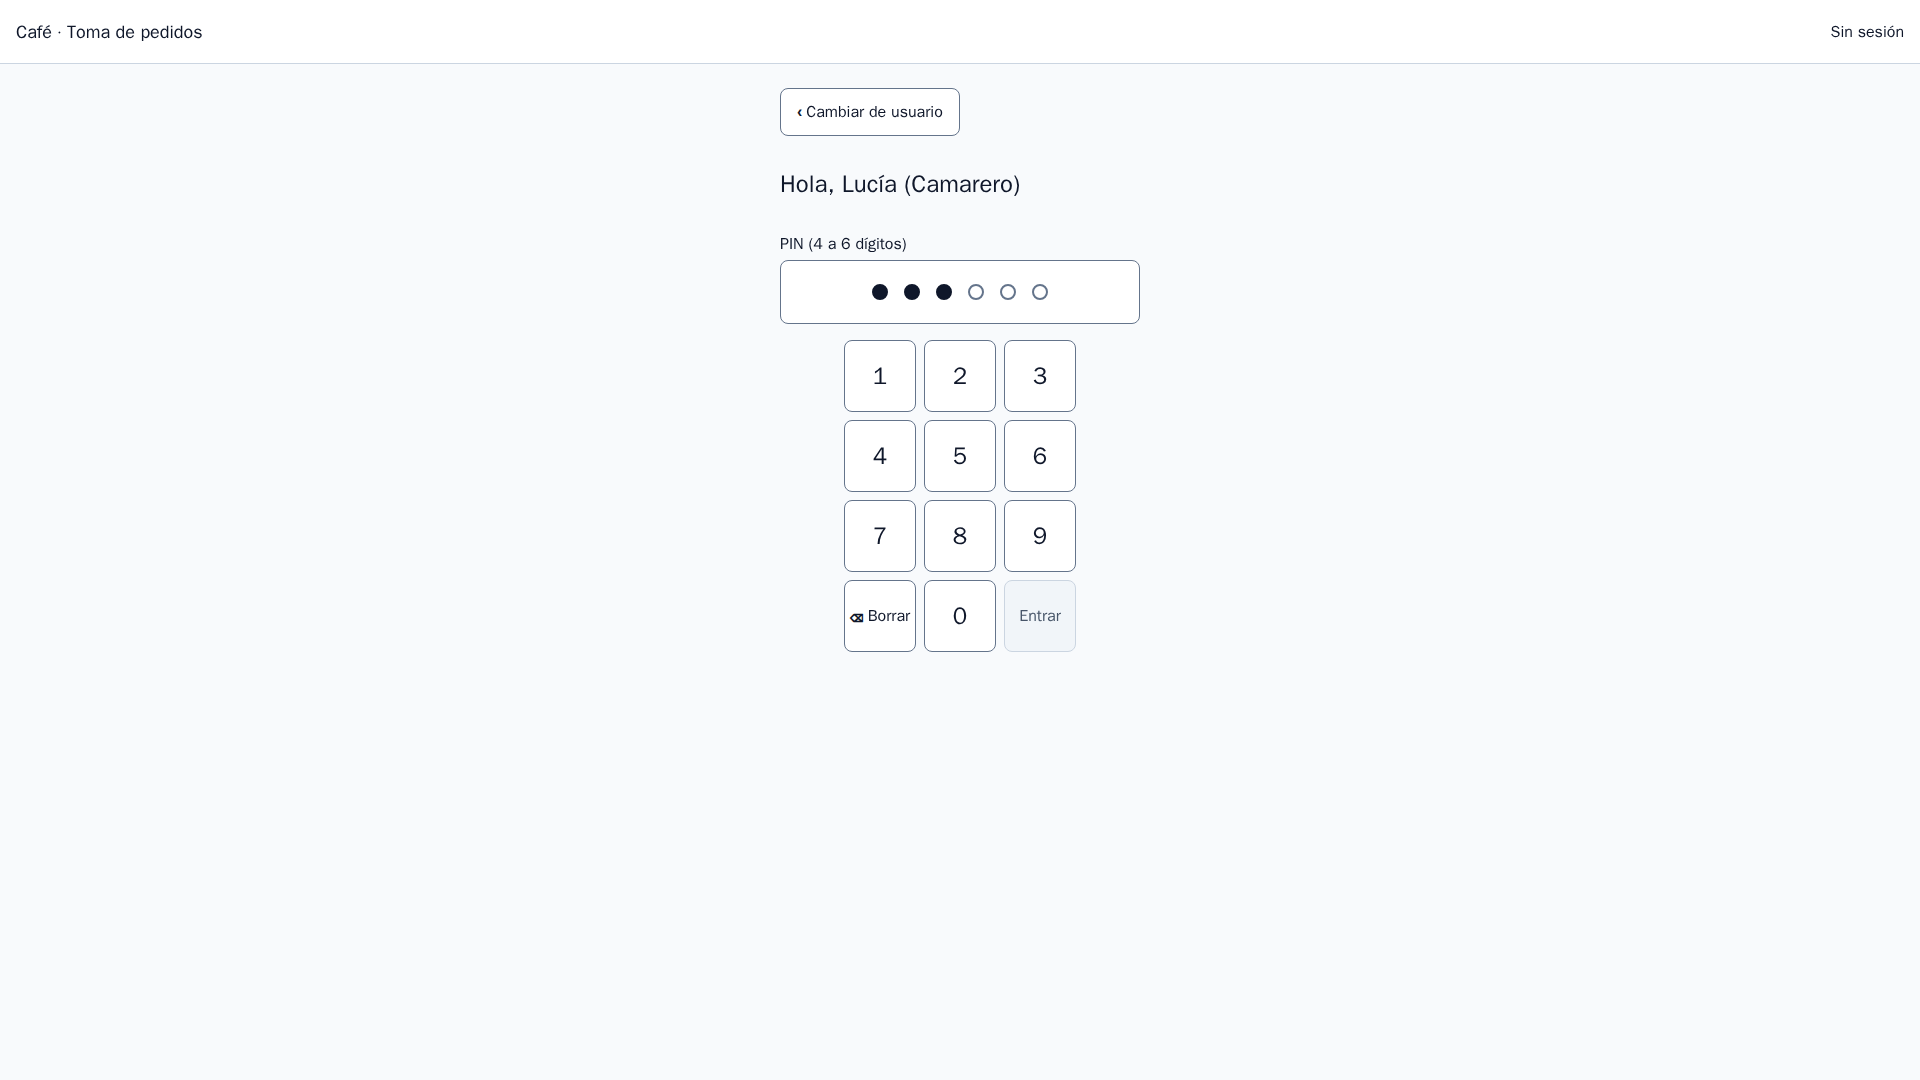 Café · Toma de pedidos
Sin sesión
‹ Cambiar de usuario
Hola, Lucía (Camarero)
PIN (4 a 6 dígitos)
1 2 3
4 5 6
7 8 9
⌫ Borrar 0 Entrar